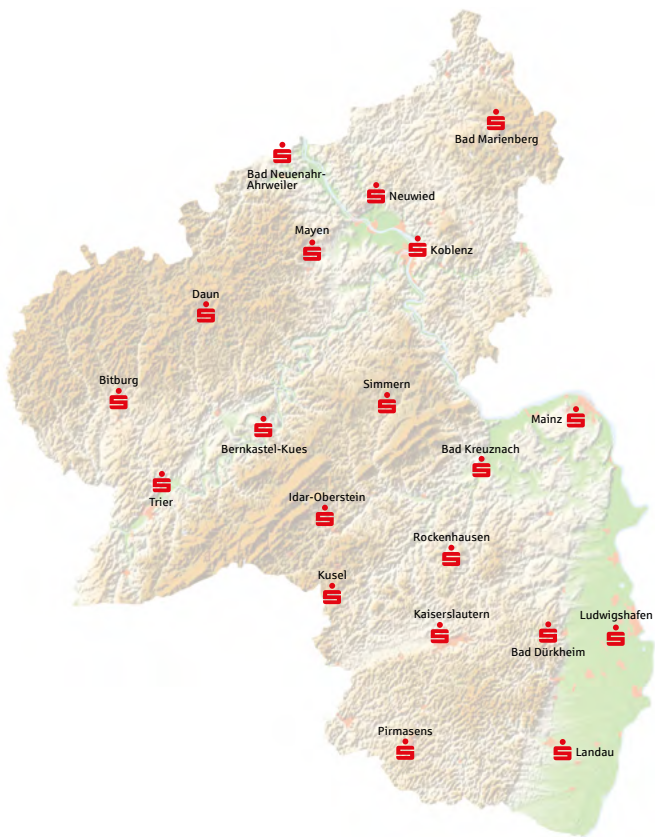 Bad Marienberg
Bad Neuenahr-
Ahrweiler
Neuwied
Mayen
Koblenz
Daun
Bitburg
Simmern
Mainz
Bernkastel-Kues
Bad Kreuznach
Trier
Idar-Oberstein
Rockenhausen
Kusel
Kaiserslautern
Ludwigshafen
Bad Dürkheim
Pirmasens
Landau